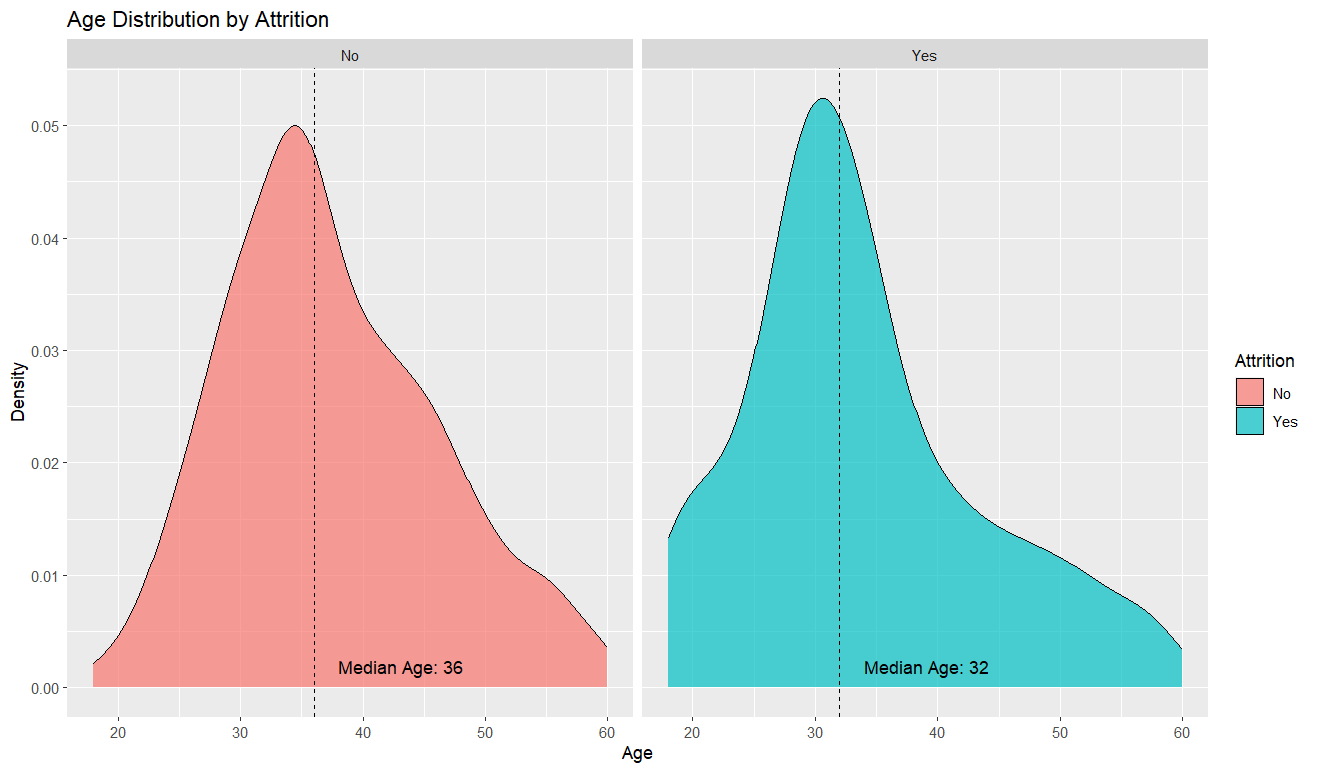 Age Distribution by Attrition
No
Yes
0.05
0.04
0.03
0.02
0.01
0.00
Density
Median Age: 36
Median Age: 32
20 30 40 50 60
20 30 40 50 60
Age
Attrition
No
Yes